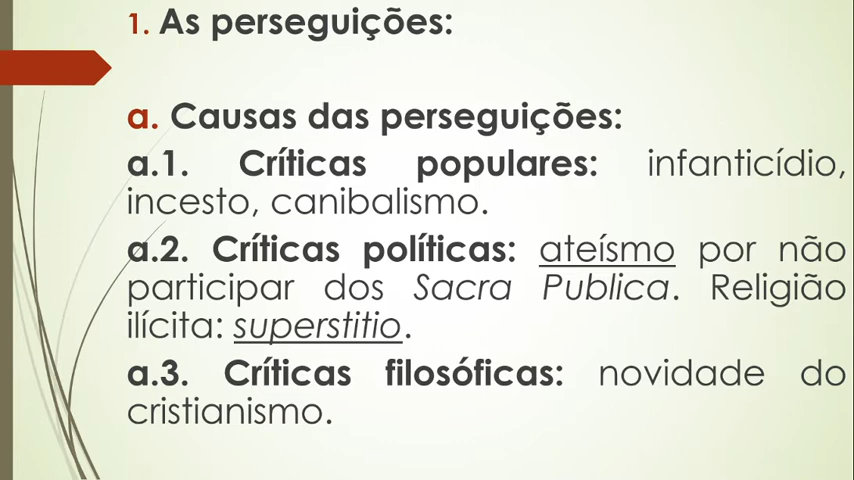 1. As perseguições:
a. Causas das perseguições:
a.1. Críticas populares: infanticídio,
incesto, canibalismo.
a.2. Críticas políticas: ateísmo por não
participar dos Sacra Publica. Religião
ilícita: superstitio.
a.3. Críticas filosóficas: novidade do
cristianismo.